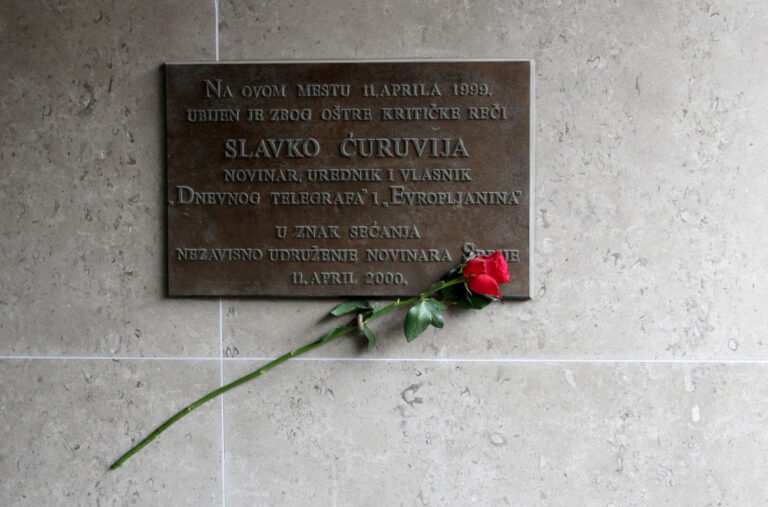 NA OVOM MESTU 11. APRILA 1999.
UBIJEN JE ZBOG OŠTRE KRITIČKE REČI
SLAVKO ĆURUVIJA
NOVINAR, UREDNIK I VLASNIK
„DNEVNOG TELEGRAFA" I „EVROPLJANINA"
U ZNAK SEĆANJA
NEZAVISNO UDRUŽENJE NOVINARA
11. APRIL 2000.